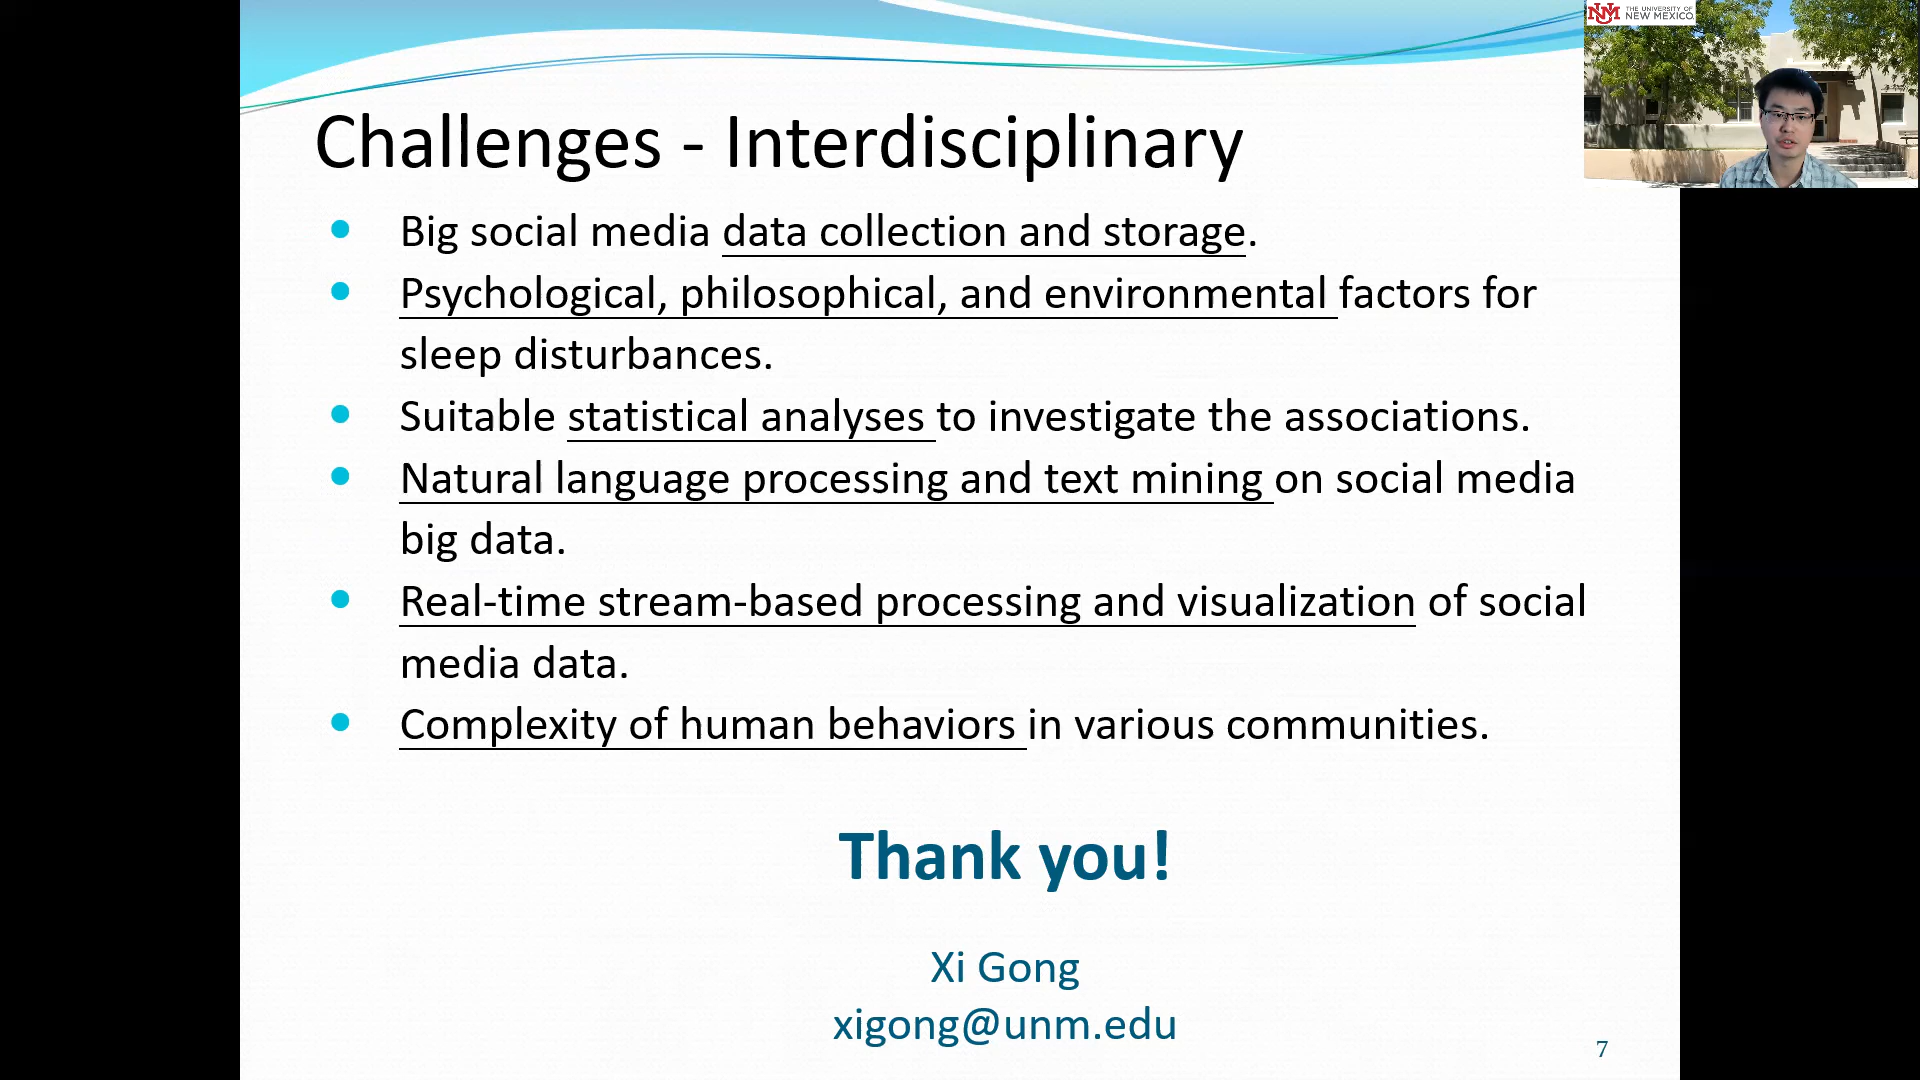 THE UNIVERSITY OF
NEW MEXICO.
Challenges - Interdisciplinary
Big social media data collection and storage.
Psychological, philosophical, and environmental factors for
sleep disturbances.
Suitable statistical analyses to investigate the associations.
Natural language processing and text mining on social media
big data.
Real-time stream-based processing and visualization of social
media data.
Complexity of human behaviors in various communities.
Thank you!
Xi Gong
xigong@unm.edu
7